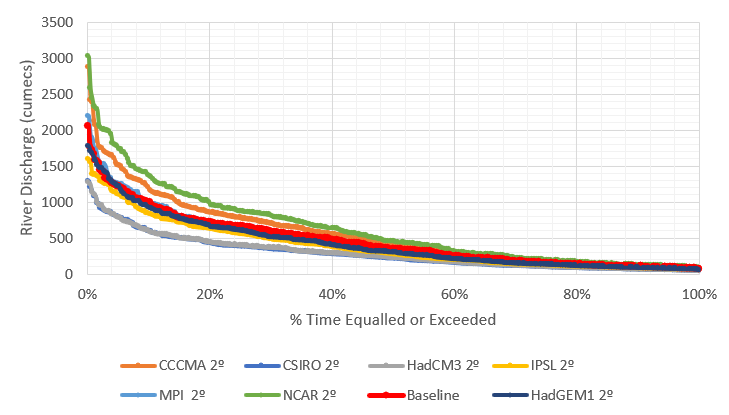 3500
3000
2500
2000
1500
1000
500
0
River Discharge (cumecs)
0% 20% 40% 60% 80% 100%
% Time Equalled or Exceeded
CCCMA 2º CSIRO 2º HadCM3 2º IPSL 2º
MPI 2º NCAR 2º Baseline HadGEM1 2º